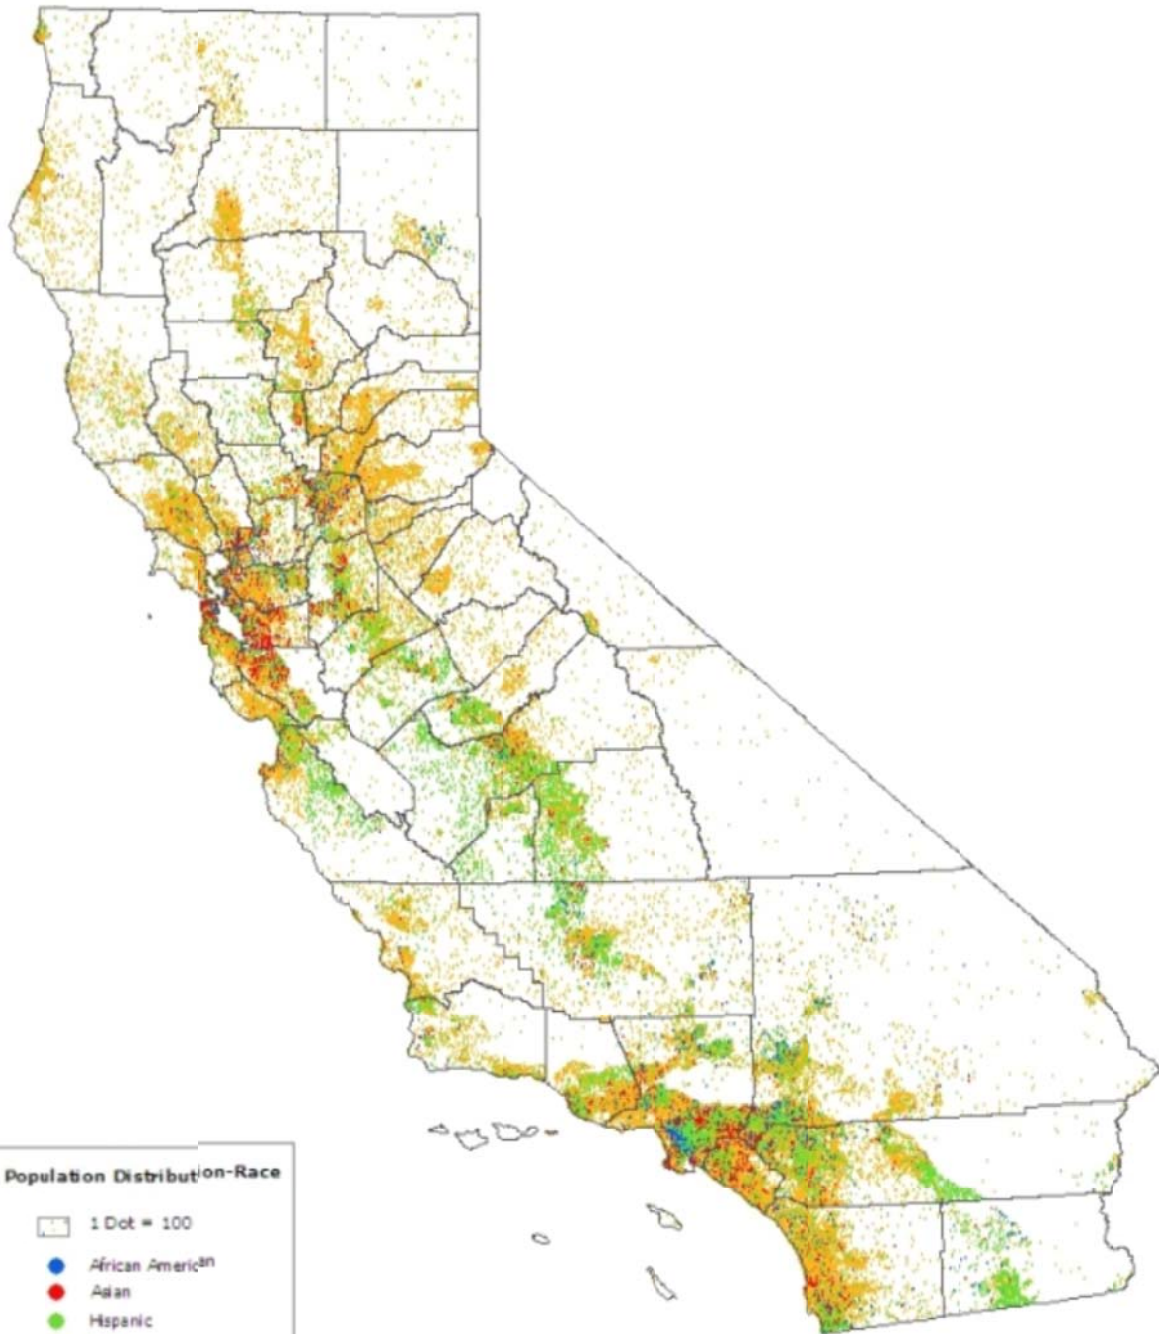 Population Distribution-Race
1 Dot = 100
African American
Asian
Hispanic